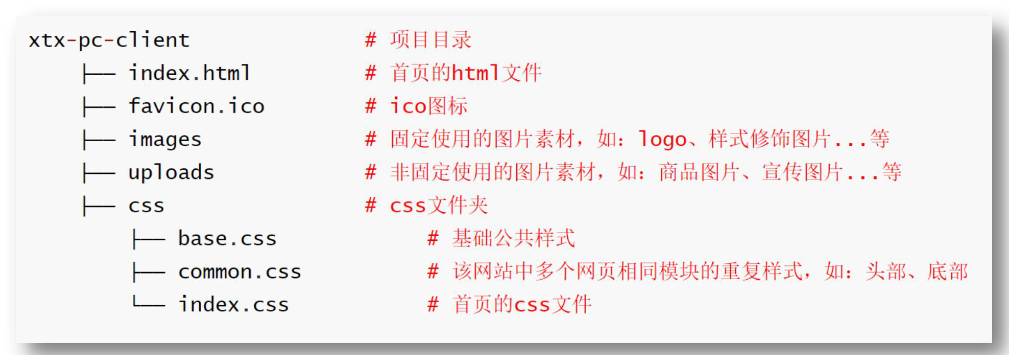 xtx-pc-client # 项目目录
├── index.html # 首页的html文件
├── favicon.ico # ico图标
├── images # 固定使用的图片素材，如：logo、样式修饰图片...等
├── uploads # 非固定使用的图片素材，如：商品图片、宣传图片...等
├── css # css文件夹
├── base.css # 基础公共样式
├── common.css # 该网站中多个网页相同模块的重复样式，如：头部、底部
└── index.css # 首页的css文件